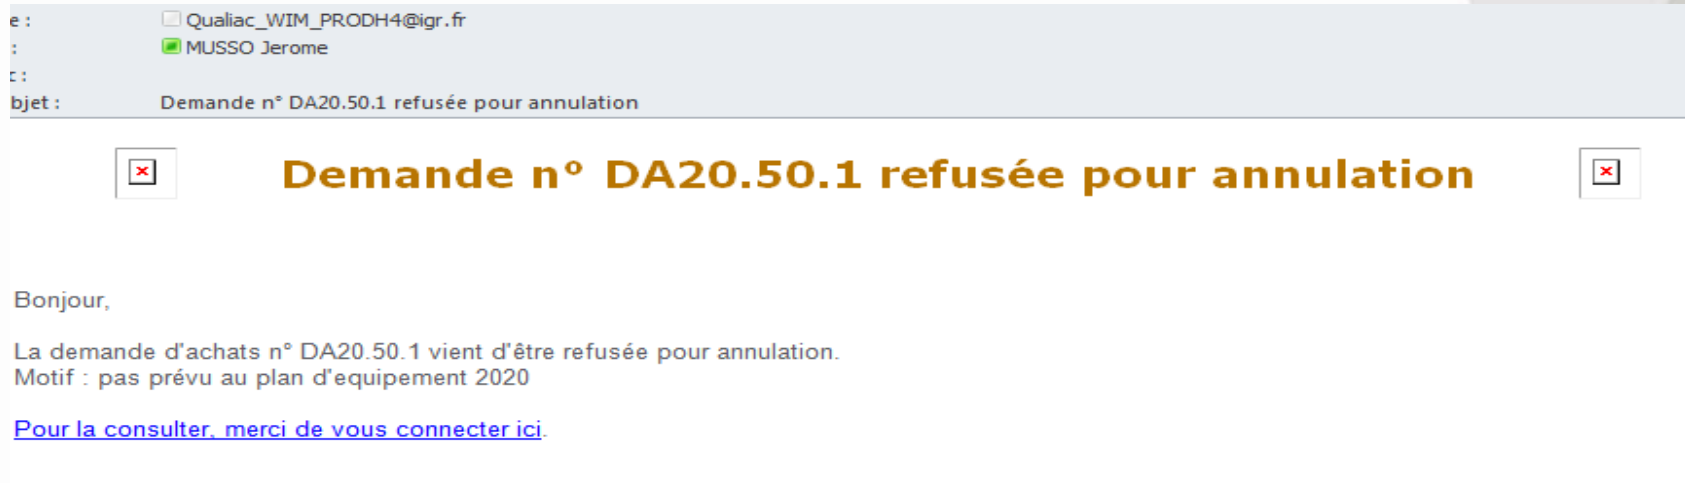 e : Qualiac_WIM_PRODH4@igr.fr
: MUSSO Jerome
c :
bjet : Demande n° DA20.50.1 refusée pour annulation
Demande n° DA20.50.1 refusée pour annulation
Bonjour,
La demande d'achats n° DA20.50.1 vient d'être refusée pour annulation.
Motif : pas prévu au plan d'equipement 2020
Pour la consulter, merci de vous connecter ici.